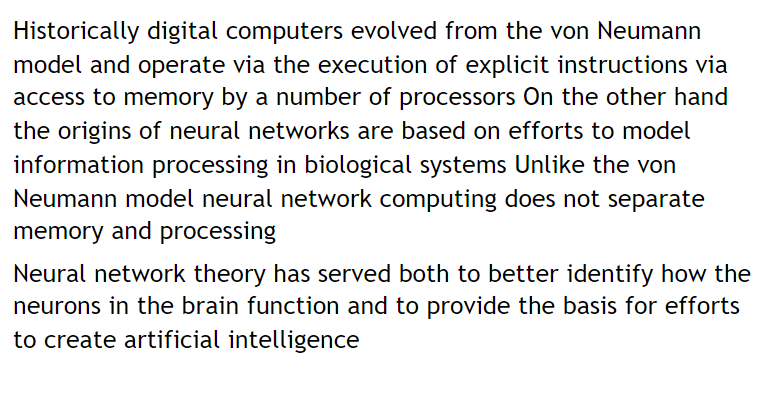 Historically digital computers evolved from the von Neumann
model and operate via the execution of explicit instructions via
access to memory by a number of processors On the other hand
the origins of neural networks are based on efforts to model
information processing in biological systems Unlike the von
Neumann model neural network computing does not separate
memory and processing
Neural network theory has served both to better identify how the
neurons in the brain function and to provide the basis for efforts
to create artificial intelligence